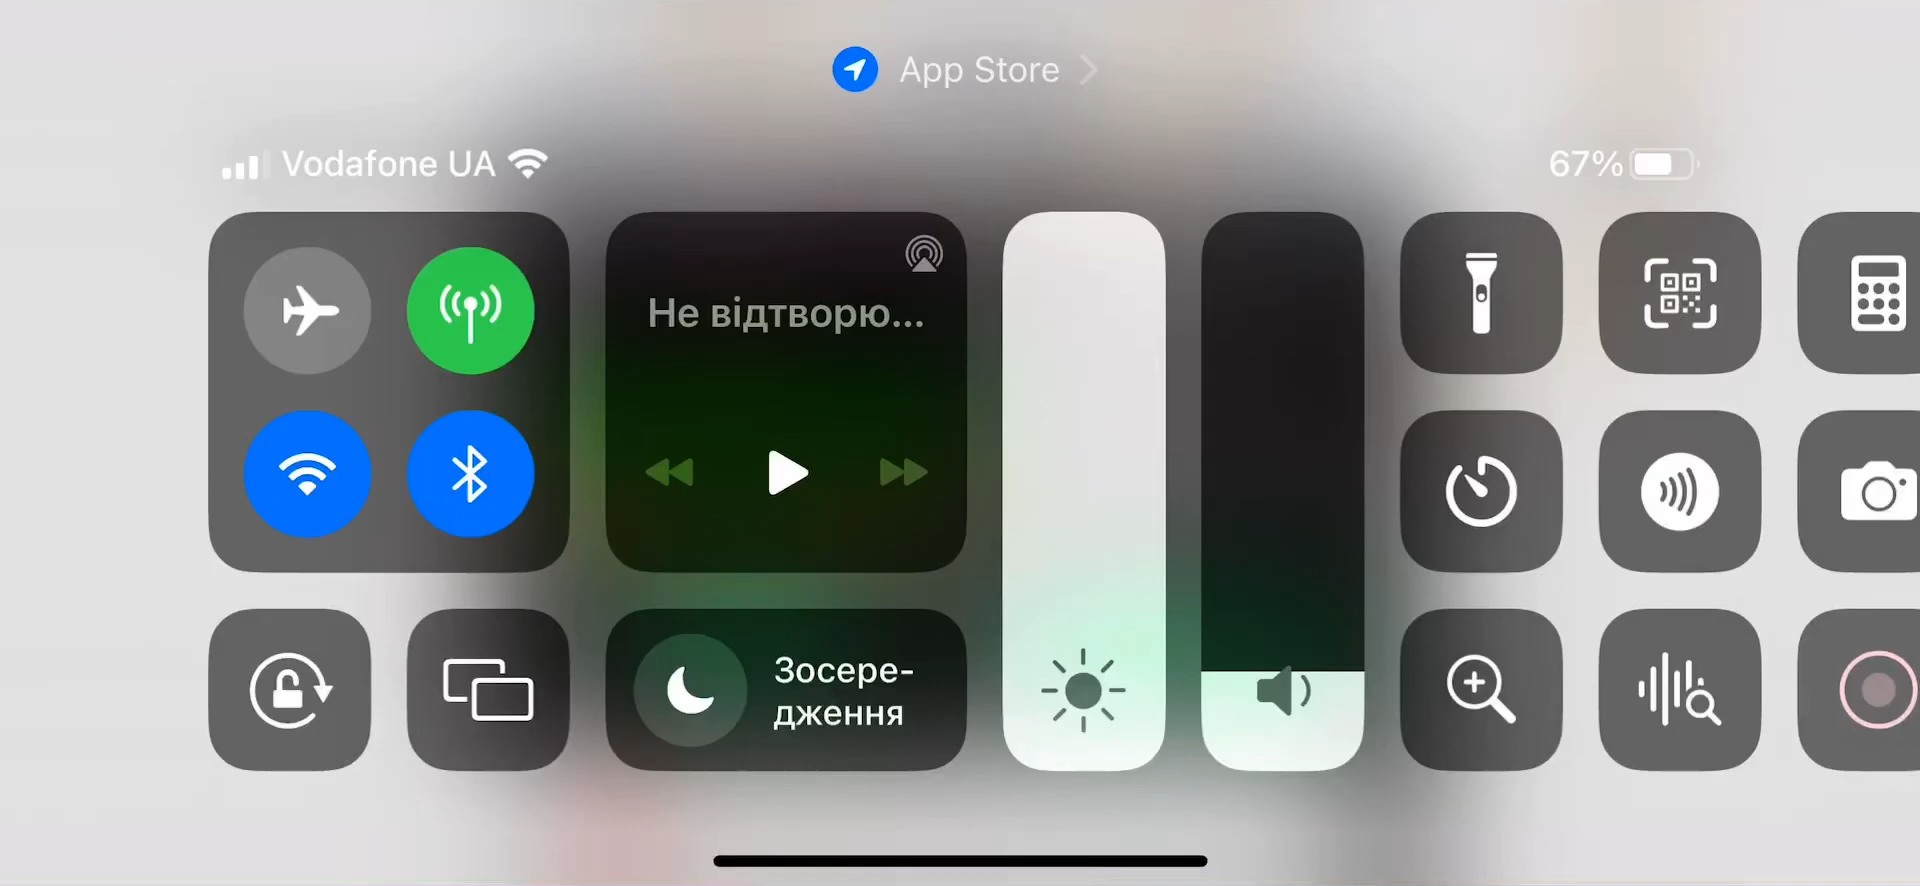 App Store
Vodafone UA
67%
Не відтворю...
Зосере-
дження